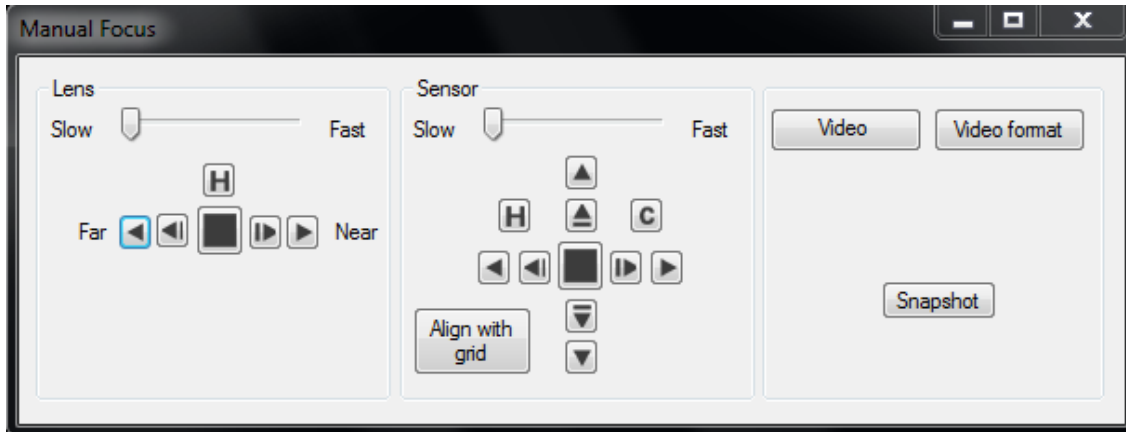 Manual Focus
Lens
Slow Fast
H
Far Near
Sensor
Slow Fast
H C
Align with
grid
Video Video format
Snapshot